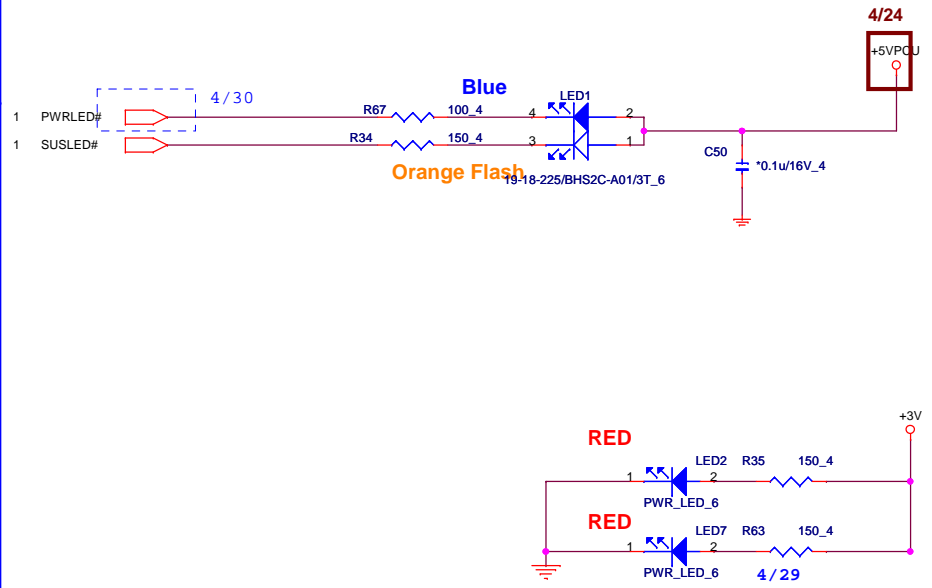 4/24
+5VPCU
Blue
LED1
4/30
1 PWRLED#
R67 100_4 4 2
1 SUSLED#
R34 150_4 3 1
C50
*0.1u/16V_4
Orange Flash
19-18-225/BHS2C-A01/3T_6
+3V
RED
LED2 R35 150_4
1 2
PWR_LED_6
RED
LED7 R63 150_4
1 2
PWR_LED_6 4/29